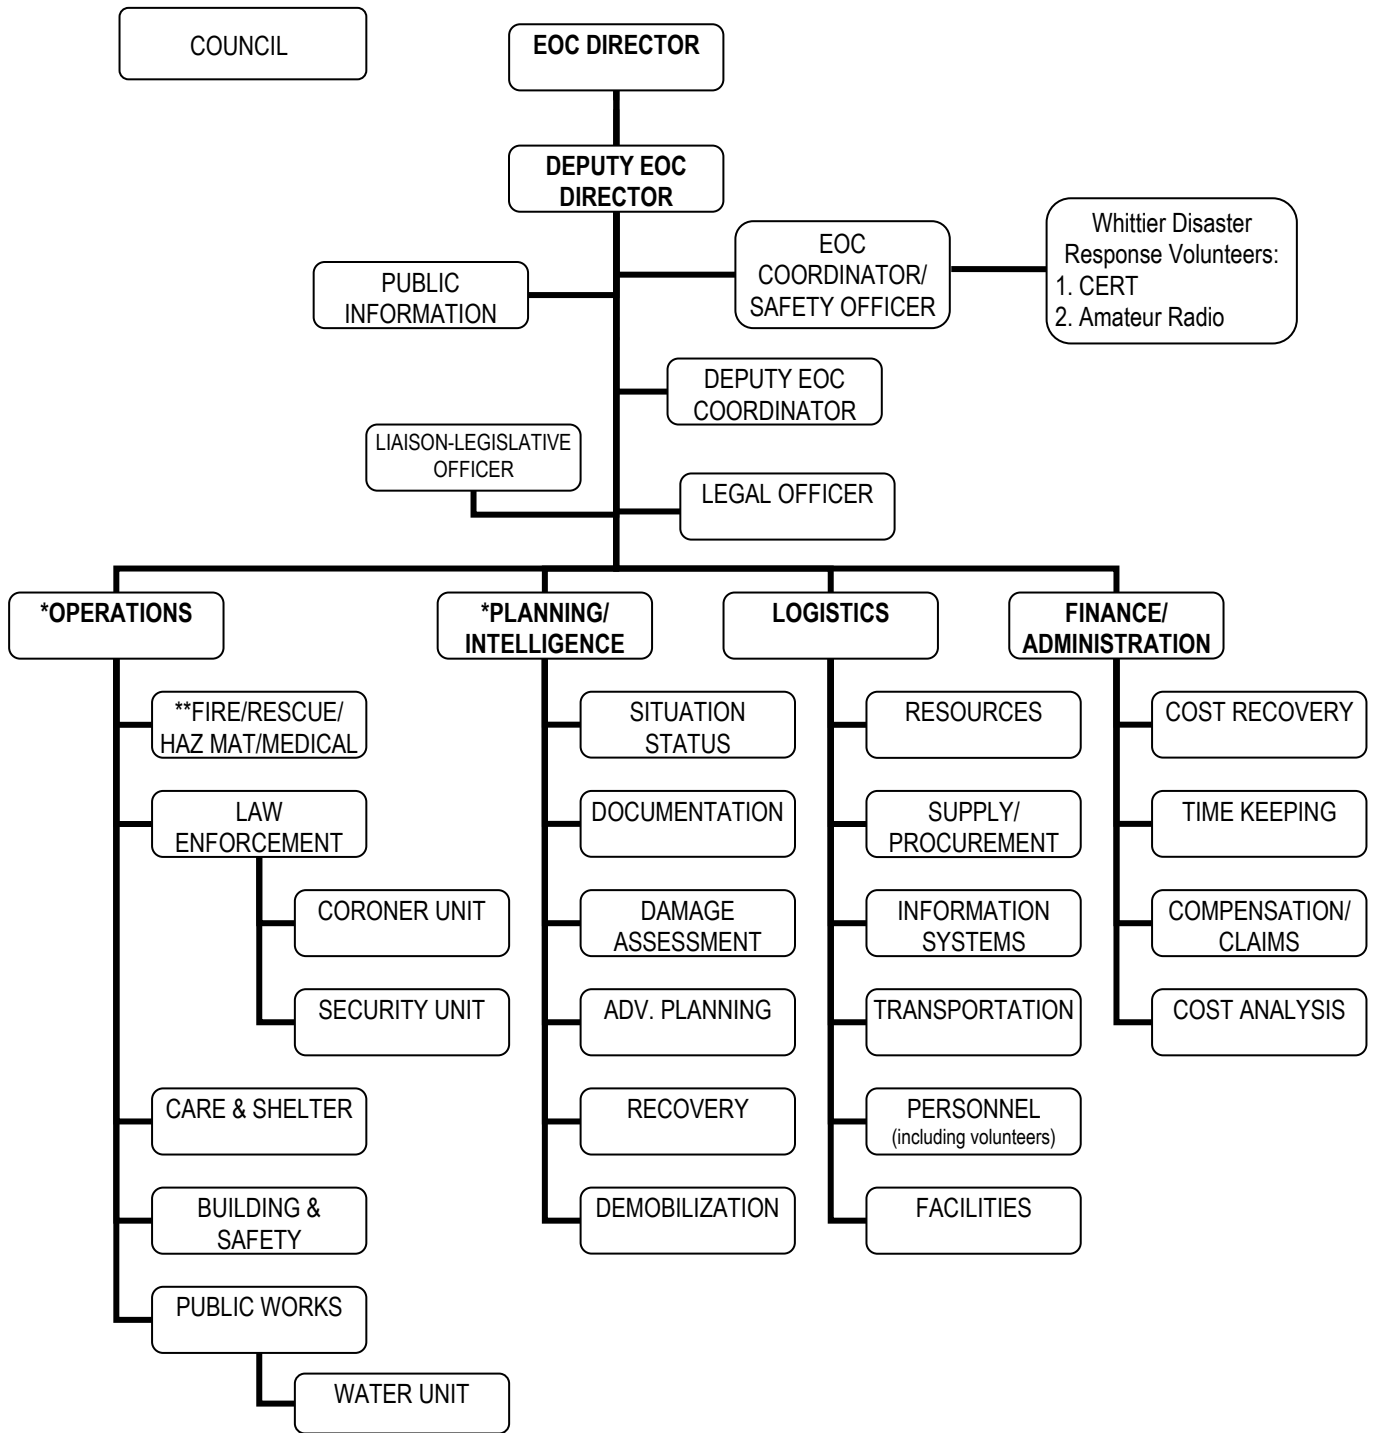 COUNCIL
EOC DIRECTOR
DEPUTY EOC
DIRECTOR
EOC
COORDINATOR/
SAFETY OFFICER
Whittier Disaster
Response Volunteers:
1. CERT
2. Amateur Radio
PUBLIC
INFORMATION
DEPUTY EOC
COORDINATOR
LIAISON-LEGISLATIVE
OFFICER
LEGAL OFFICER
*OPERATIONS
**FIRE/RESCUE/
HAZ MAT/MEDICAL
LAW
ENFORCEMENT
CORONER UNIT
SECURITY UNIT
CARE & SHELTER
BUILDING &
SAFETY
PUBLIC WORKS
WATER UNIT
*PLANNING/
INTELLIGENCE
SITUATION
STATUS
DOCUMENTATION
DAMAGE
ASSESSMENT
ADV. PLANNING
RECOVERY
DEMOBILIZATION
LOGISTICS
RESOURCES
SUPPLY/
PROCUREMENT
INFORMATION
SYSTEMS
TRANSPORTATION
PERSONNEL
(including volunteers)
FACILITIES
FINANCE/
ADMINISTRATION
COST RECOVERY
TIME KEEPING
COMPENSATION/
CLAIMS
COST ANALYSIS